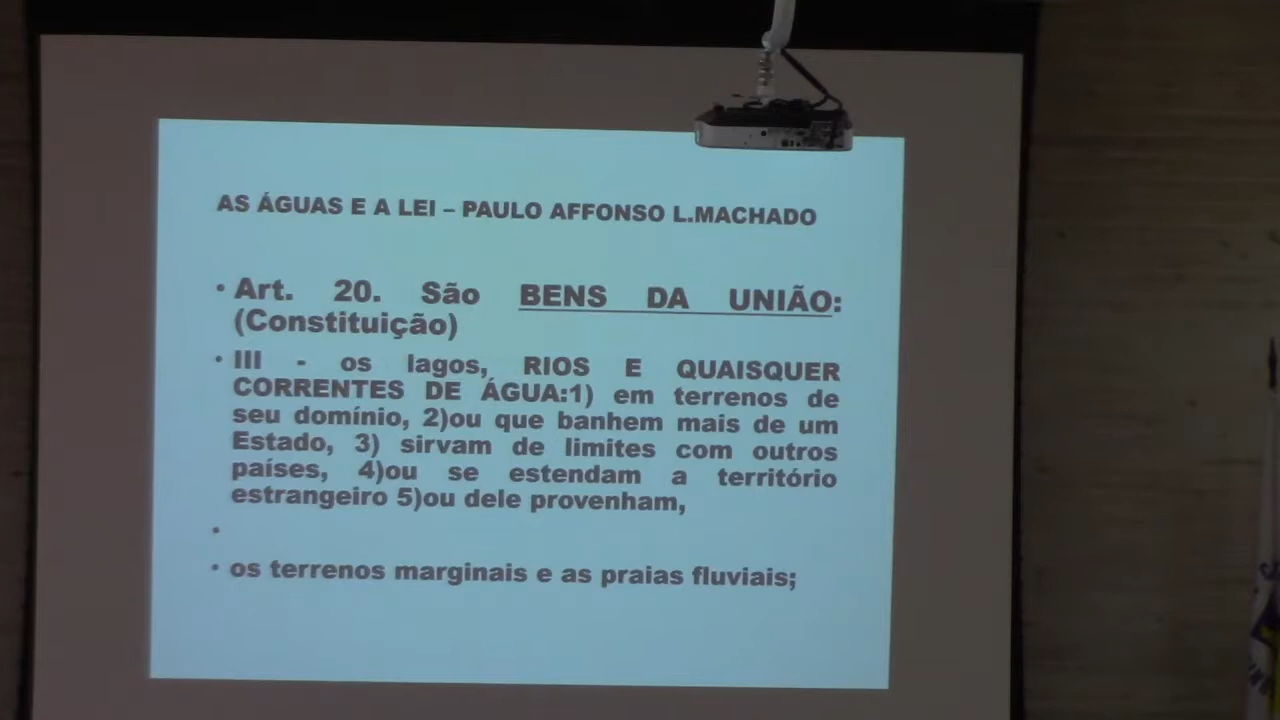 AS ÁGUAS E A LEI – PAULO AFFONSO L.MACHADO
• Art. 20. São BENS DA UNIÃO:
(Constituição)
• III - os lagos, RIOS E QUAISQUER
CORRENTES DE ÁGUA:1) em terrenos de
seu domínio, 2)ou que banhem mais de um
Estado, 3) sirvam de limites com outros
países, 4)ou se estendam a território
estrangeiro 5)ou dele provenham,
•
• os terrenos marginais e as praias fluviais;